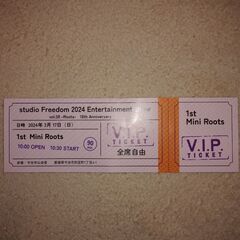 studio Freedom 2024 Entertainment
vol.08 -Roots- 18th Anniversary
日時 2024年 3月 17日 (日)
1st Mini Roots
10:00 OPEN 10:30 START
90
V.I.P.
TICKET
全席自由
1st
Mini Roots
V.I.P.
TICKET